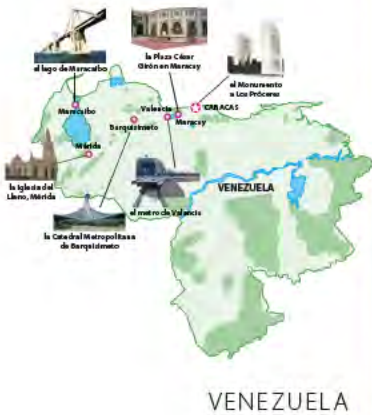 la Plaza César
Girón en Maracay
el lago de Maracaibo
el Monumento
a Los Próceres
Maracaibo
Valencia
CARACAS
Maracay
Barquisimeto
Mérida
la Iglesia del
Llano, Mérida
el metro de Valencia
VENEZUELA
la Catedral Metropolitana
de Barquisimeto
VENEZUELA